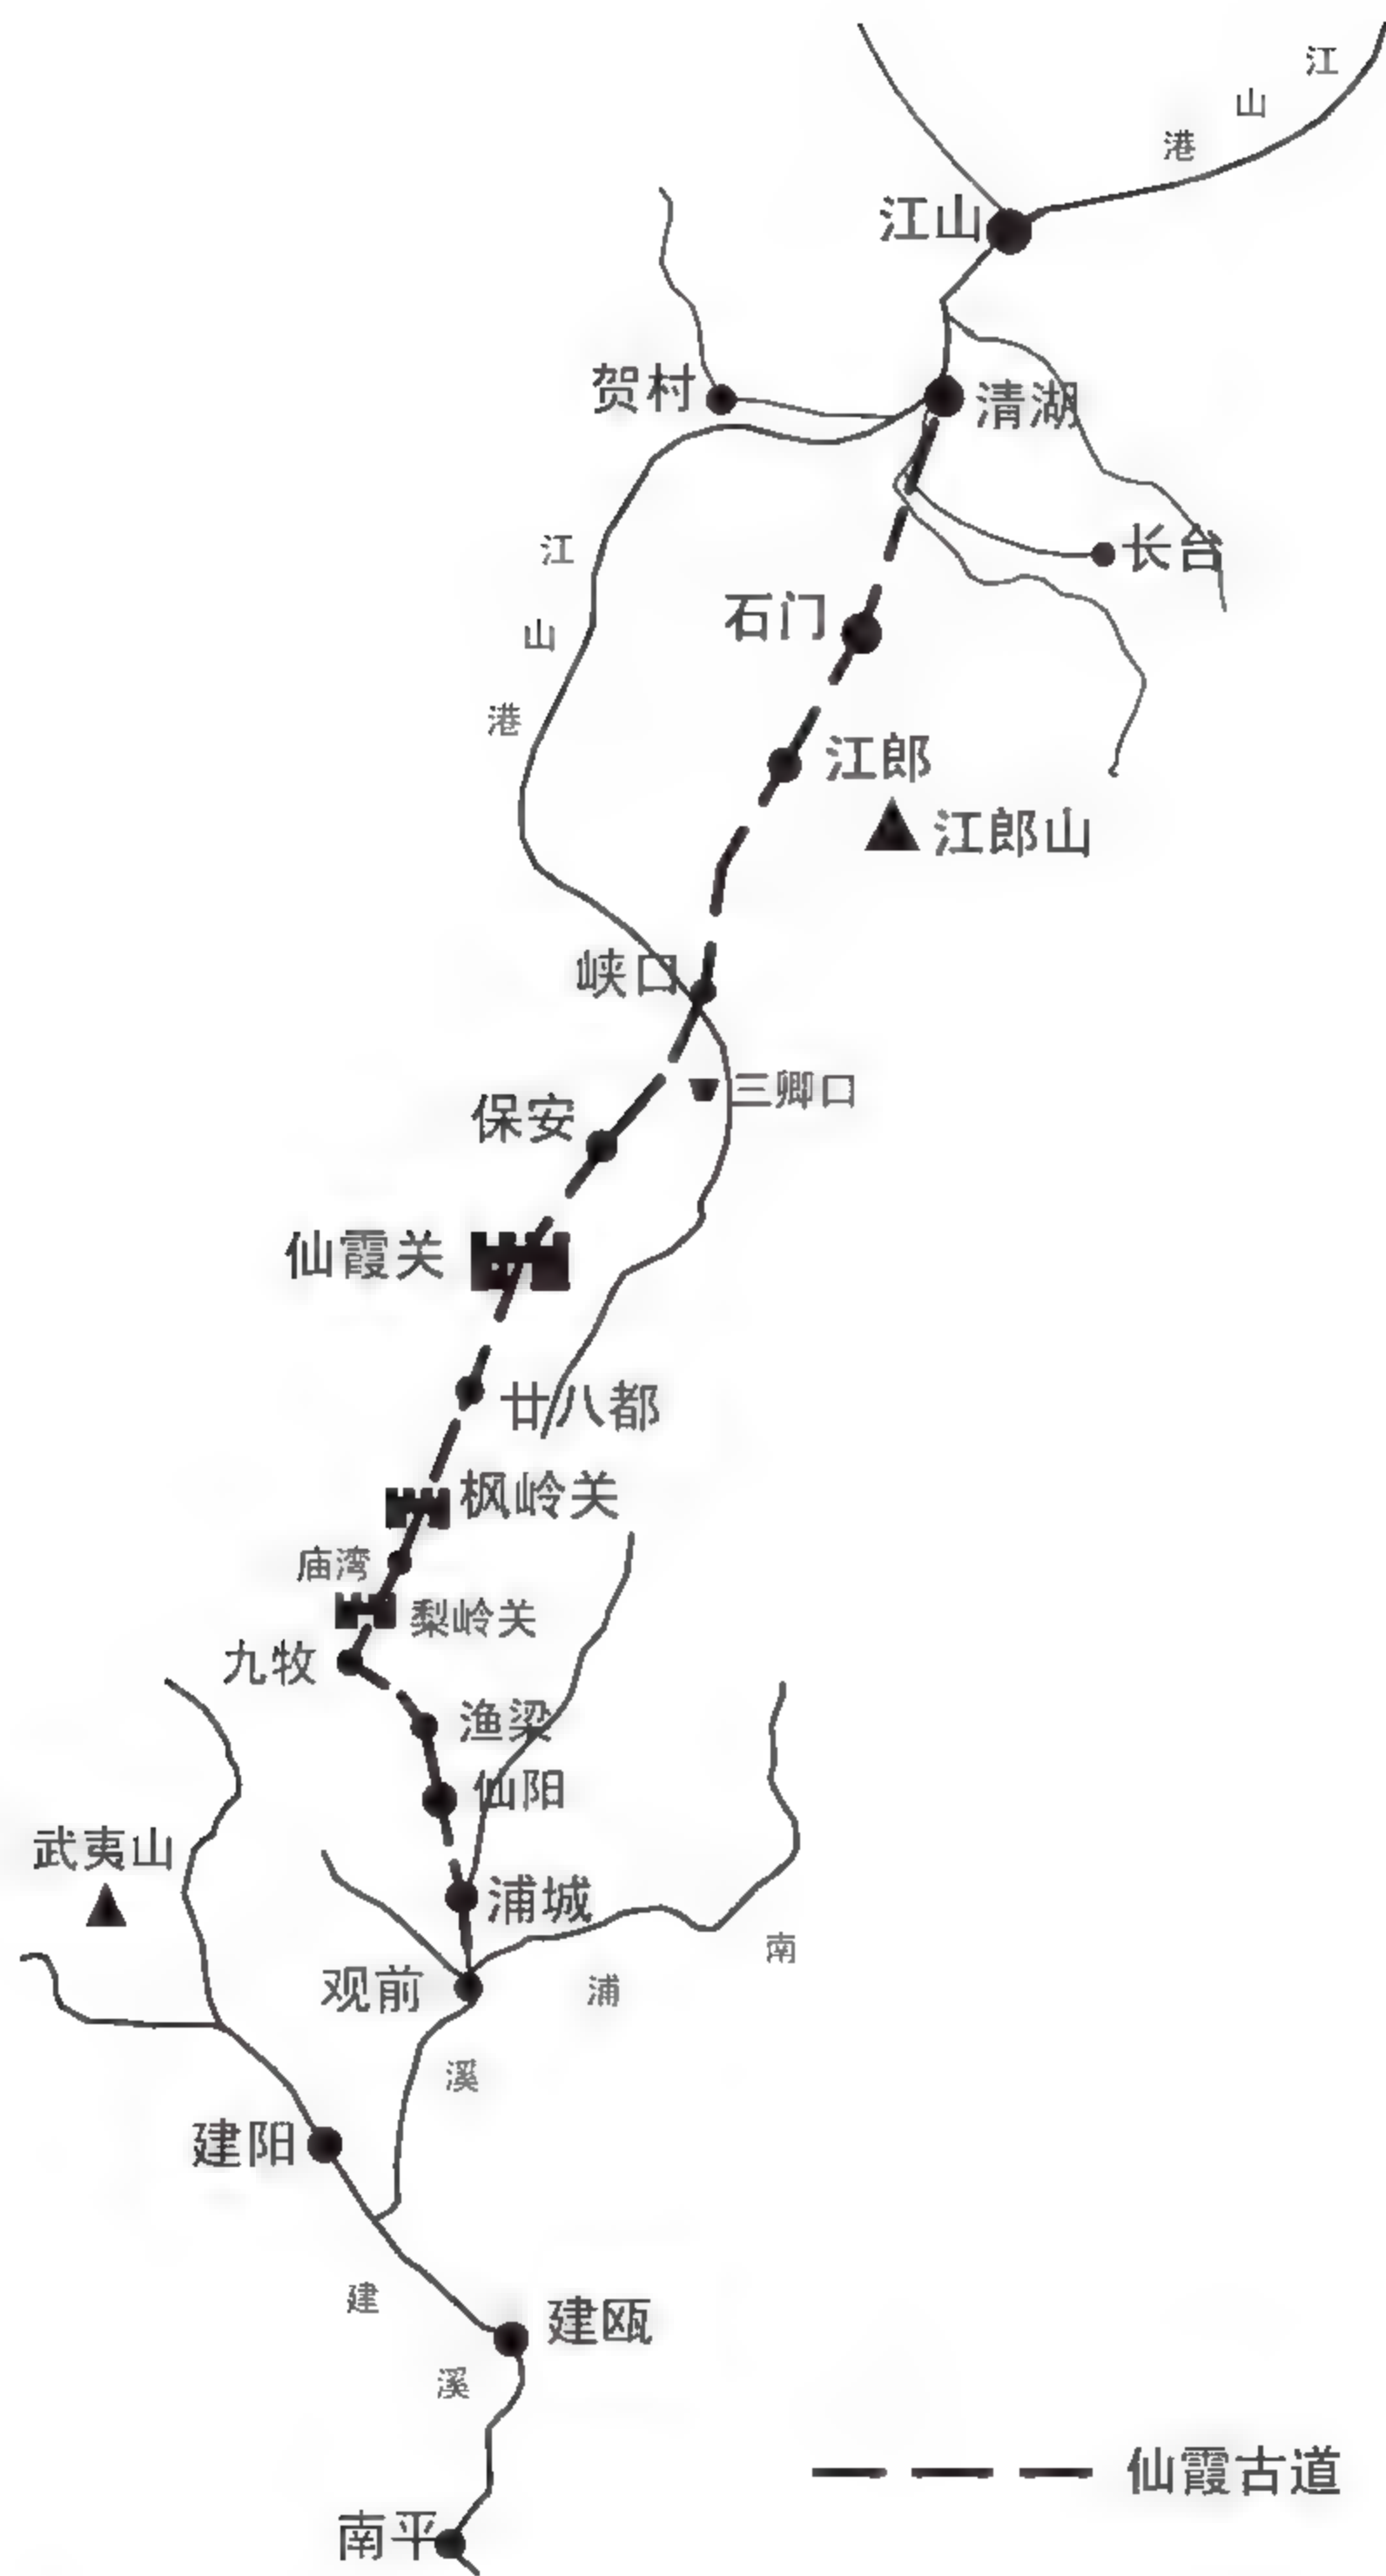 江山港
江山
贺村
清湖
江山港
长台
石门
江郎
江郎山
峡口
三卿口
保安
仙霞关
廿八都
枫岭关
庙湾
梨岭关
九牧
渔梁
仙阳
武夷山
浦城
观前
南浦溪
建阳
建溪
建瓯
仙霞古道
南平